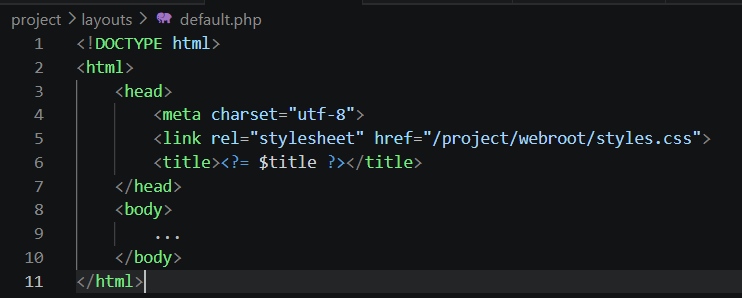 project > layouts > default.php
1 <!DOCTYPE html>
2 <html>
3     <head>
4         <meta charset="utf-8">
5         <link rel="stylesheet" href="/project/webroot/styles.css">
6         <title><?= $title ?></title>
7     </head>
8     <body>
9         ...
10     </body>
11 </html>